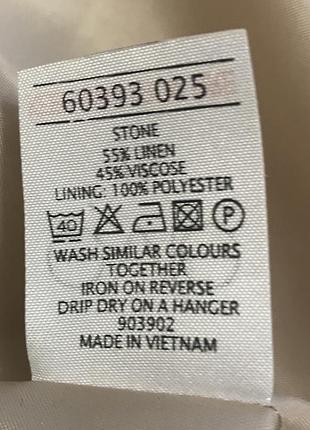 60393 025
STONE
55% LINEN
45% VISCOSE
LINING: 100% POLYESTER
40 P
WASH SIMILAR COLOURS
TOGETHER
IRON ON REVERSE
DRIP DRY ON A HANGER
903902
MADE IN VIETNAM